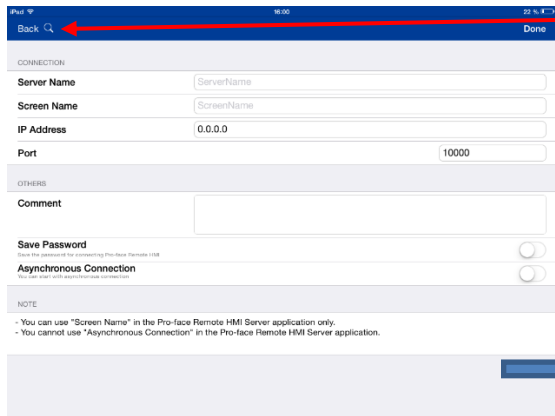 iPad 16:00 22 %
Back Done
CONNECTION
Server Name ServerName
Screen Name ScreenName
IP Address 0.0.0.0
Port 10000
OTHERS
Comment
Save Password
Save the password for connecting Pro-face Remote HMI
Asynchronous Connection
You can start with asynchronous connection
NOTE
- You can use "Screen Name" in the Pro-face Remote HMI Server application only.
- You cannot use "Asynchronous Connection" in the Pro-face Remote HMI Server application.